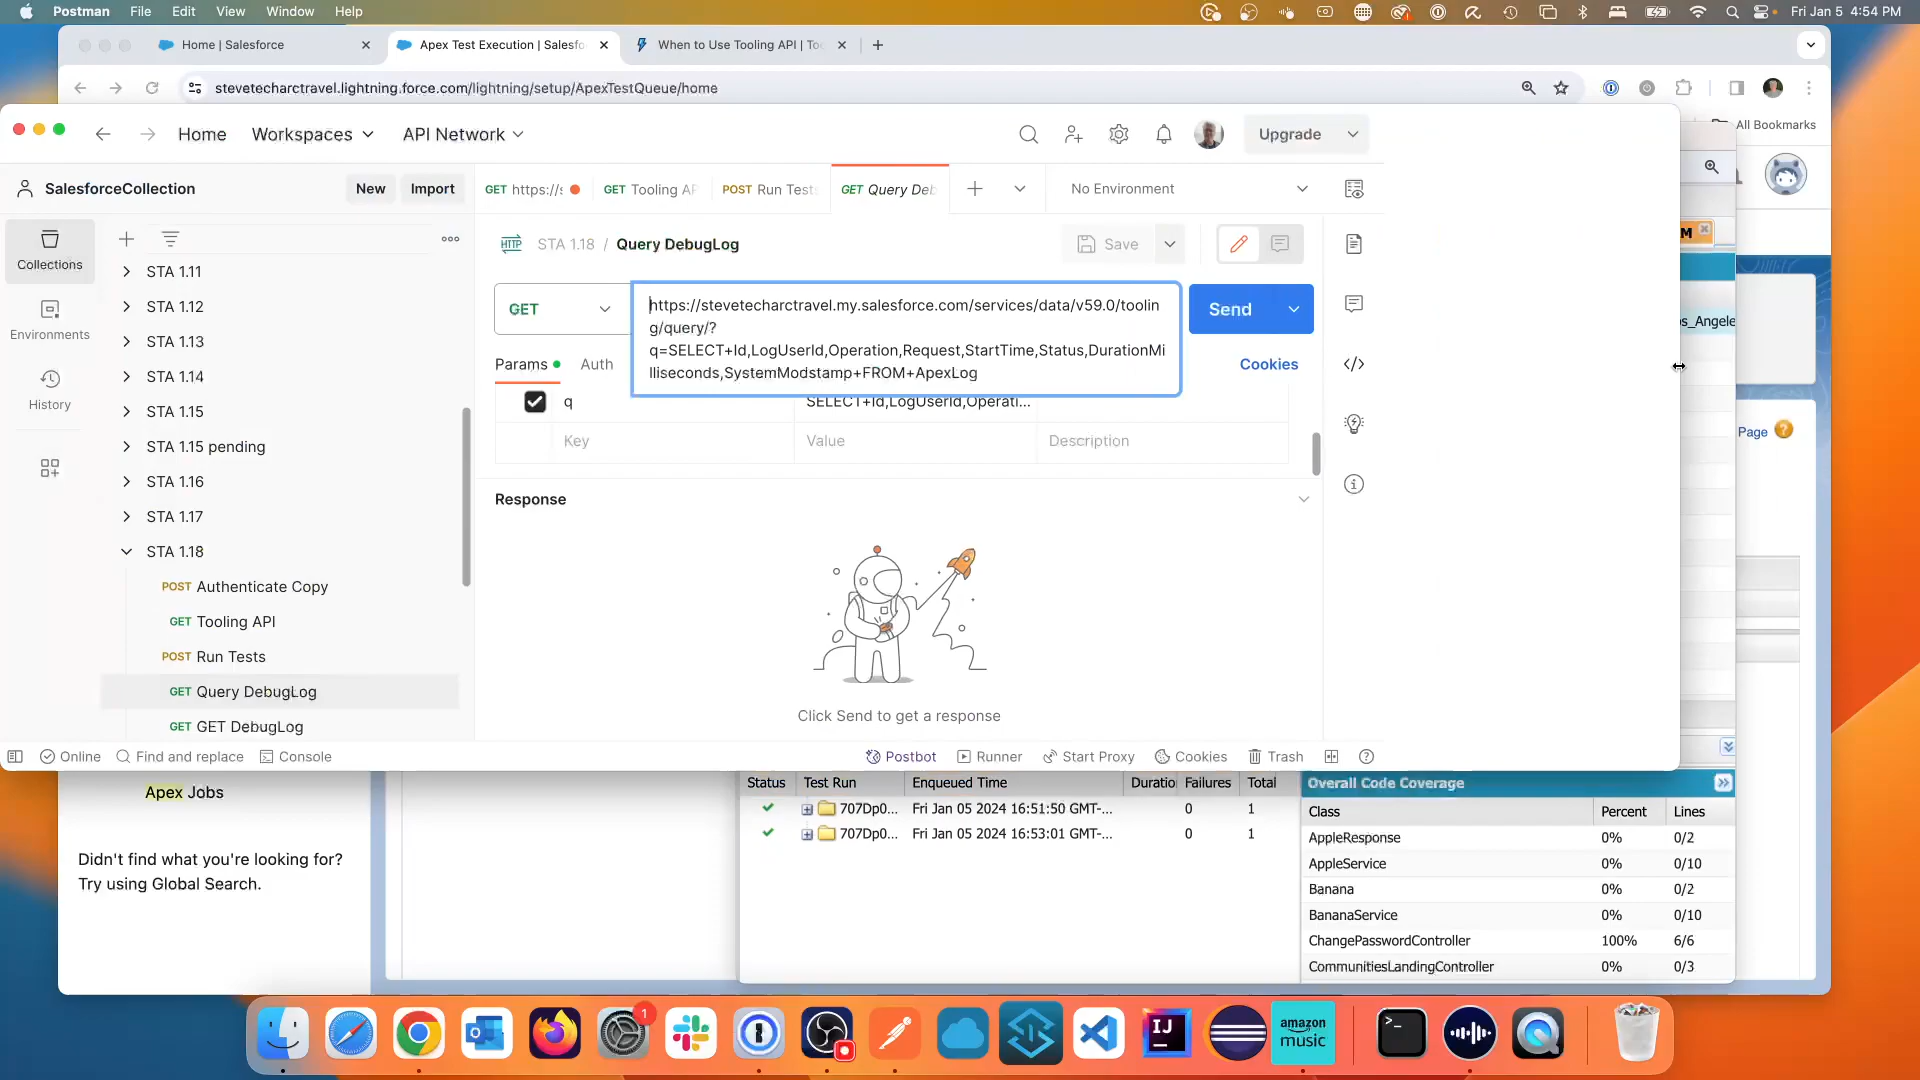 Postman File Edit View Window Help
Fri Jan 5 4:54 PM
Home | Salesforce
Apex Test Execution | Salesfo
When to Use Tooling API | Too
stevetecharctravel.lightning.force.com/lightning/setup/ApexTestQueue/home
All Bookmarks
Home Workspaces API Network
Upgrade
SalesforceCollection
New Import
GET https://s
GET Tooling AP
POST Run Tests
GET Query Deb
No Environment
Collections
Environments
History
STA 1.11
STA 1.12
STA 1.13
STA 1.14
STA 1.15
STA 1.15 pending
STA 1.16
STA 1.17
STA 1.18
POST Authenticate Copy
GET Tooling API
POST Run Tests
GET Query DebugLog
GET GET DebugLog
HTTP STA 1.18 / Query DebugLog
Save
GET
https://stevetecharctravel.my.salesforce.com/services/data/v59.0/toolin
g/query/?
q=SELECT+Id,LogUserId,Operation,Request,StartTime,Status,DurationMi
lliseconds,SystemModstamp+FROM+ApexLog
Send
Params Auth
Cookies
q SELECT+Id,LogUserId,Operati...
Key Value Description
Response
Click Send to get a response
M
os_Angele
Page
Online Find and replace Console
Postbot Runner Start Proxy Cookies Trash
Apex Jobs
Didn't find what you're looking for?
Try using Global Search.
Status Test Run Enqueued Time Duratio Failures Total
707Dp0... Fri Jan 05 2024 16:51:50 GMT-... 0 1
707Dp0... Fri Jan 05 2024 16:53:01 GMT-... 0 1
Overall Code Coverage
Class Percent Lines
AppleResponse 0% 0/2
AppleService 0% 0/10
Banana 0% 0/2
BananaService 0% 0/10
ChangePasswordController 100% 6/6
CommunitiesLandingController 0% 0/3
1
IJ
amazon
music